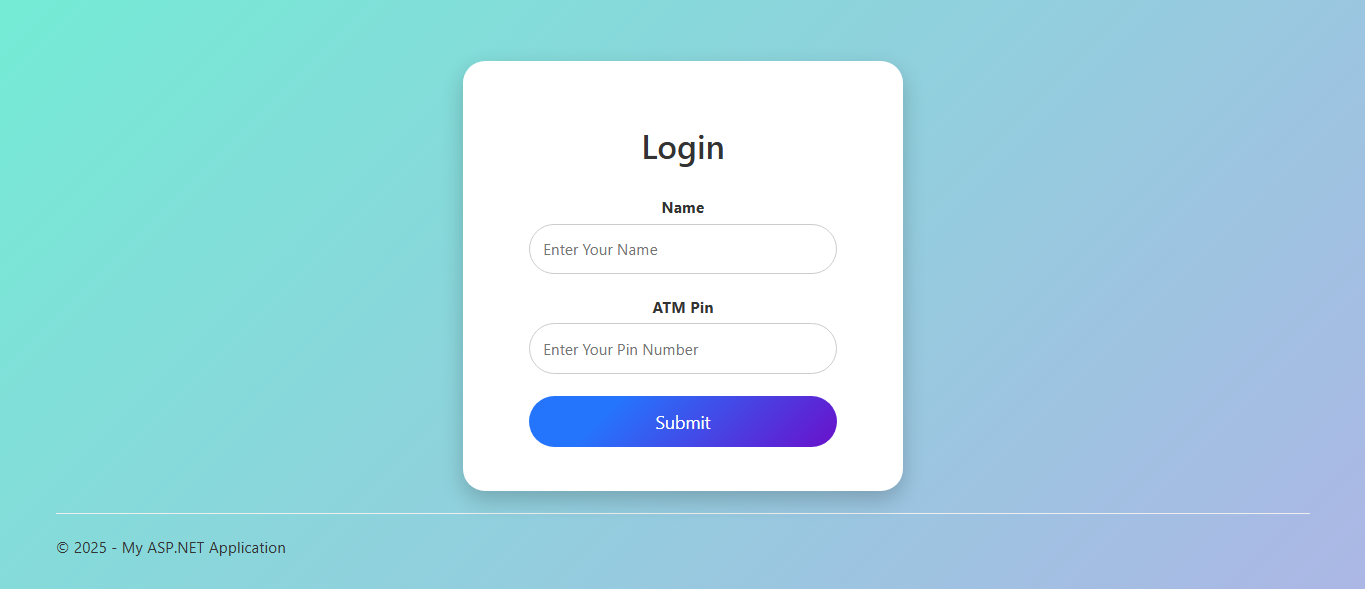 Login
Name
Enter Your Name
ATM Pin
Enter Your Pin Number
Submit
© 2025 - My ASP.NET Application